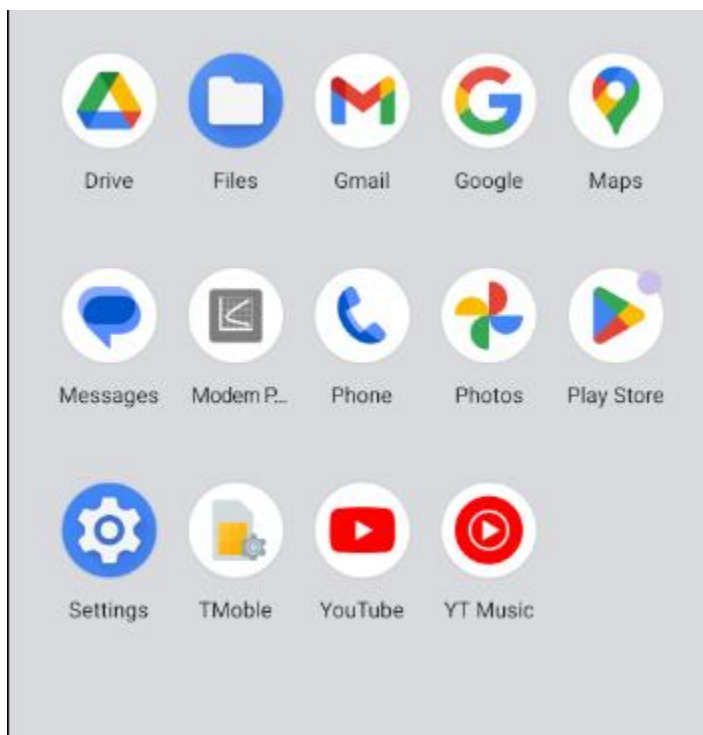 Drive Files Gmail Google Maps
Messages Modem P... Phone Photos Play Store
Settings TMoble YouTube YT Music